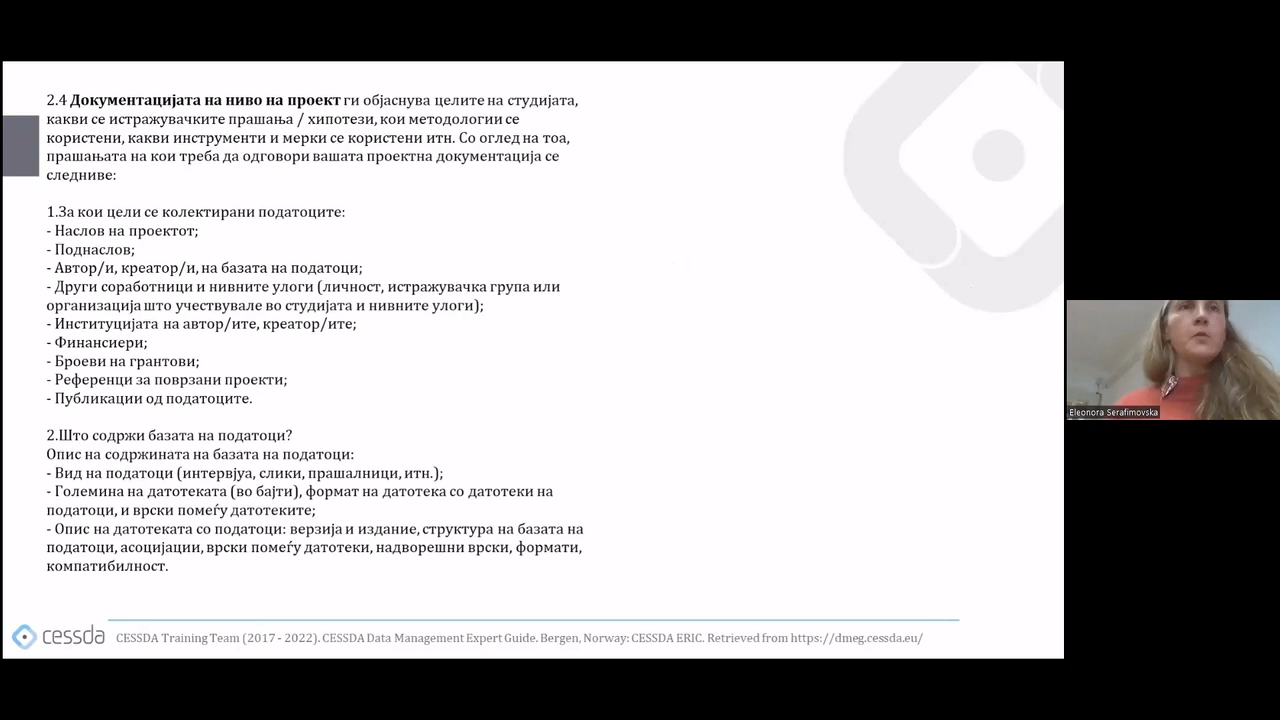 2.4 Документацијата на ниво на проект ги објаснува целите на студијата,
какви се истражувачките прашања / хипотези, кои методологии се
користени, какви инструменти и мерки се користени итн. Со оглед на тоа,
прашањата на кои треба да одговори вашата проектна документација се
следниве:
1.За кои цели се колектирани податоците:
- Наслов на проектот;
- Поднаслов;
- Автор/и, креатор/и, на базата на податоци;
- Други соработници и нивните улоги (личност, истражувачка група или
организација што учествувале во студијата и нивните улоги);
- Институцијата на автор/ите, креатор/ите;
- Финансиери;
- Броеви на грантови;
- Референци за поврзани проекти;
- Публикации од податоците.
2.Што содржи базата на податоци?
Опис на содржината на базата на податоци:
- Вид на податоци (интервјуа, слики, прашалници, итн.);
- Големина на датотеката (во бајти), формат на датотека со датотеки на
податоци, и врски помеѓу датотеките;
- Опис на датотеката со податоци: верзија и издание, структура на базата на
податоци, асоцијации, врски помеѓу датотеки, надворешни врски, формати,
компатибилност.
cessda CESSDA Training Team (2017 - 2022). CESSDA Data Management Expert Guide. Bergen, Norway: CESSDA ERIC. Retrieved from https://dmeg.cessda.eu/
Eleonora Serafimovska